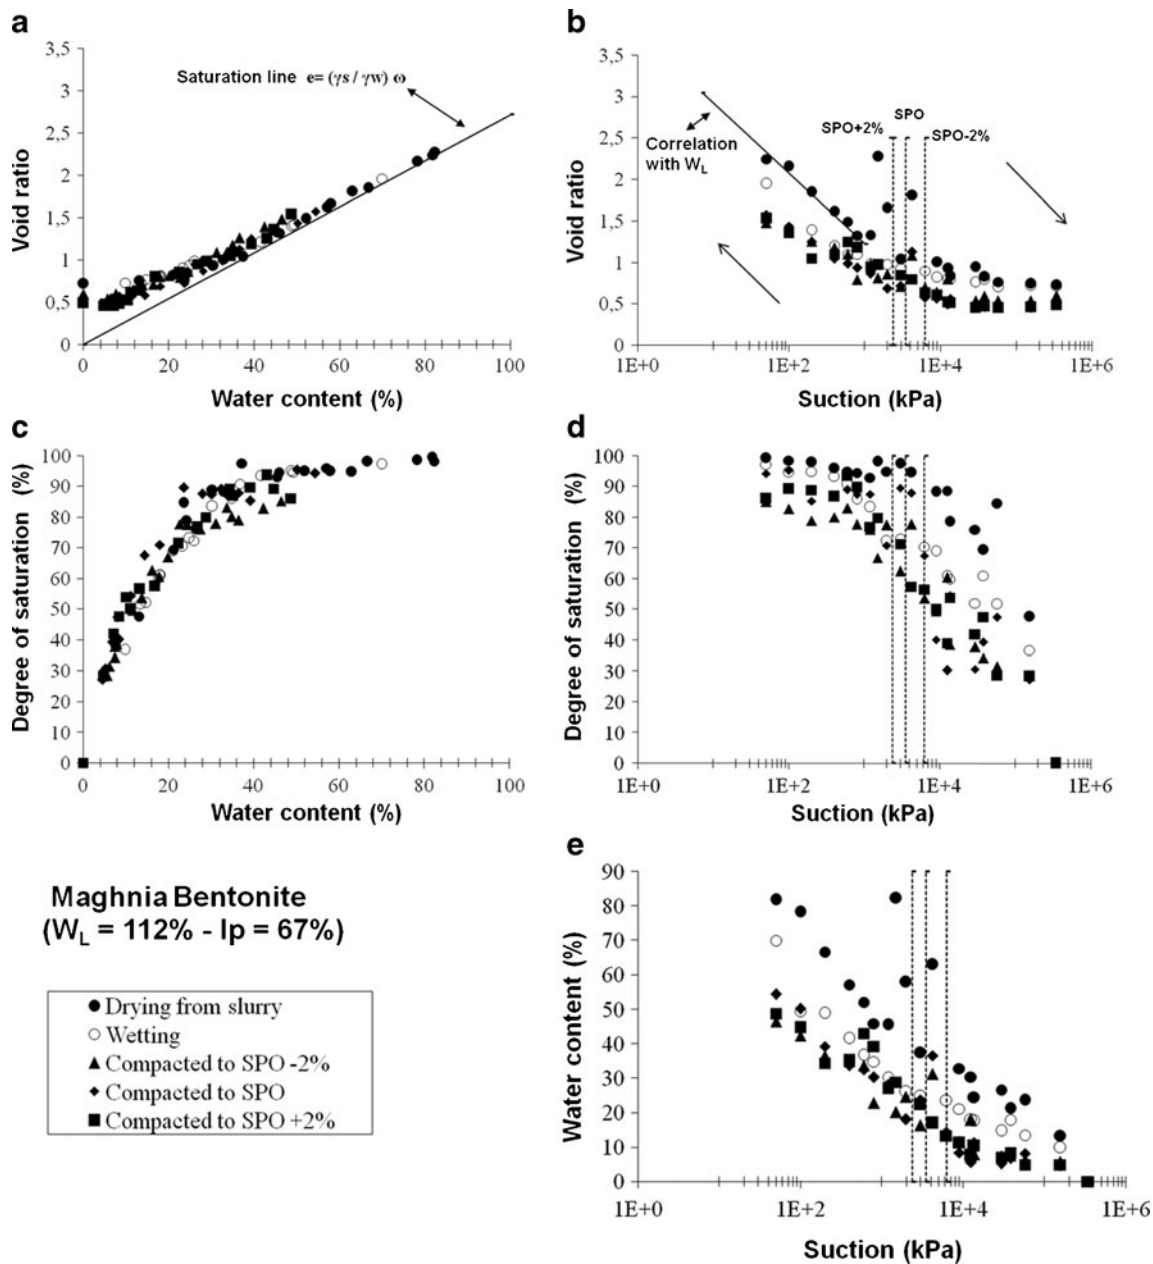 a
3,5
3
2,5
2
1,5
1
0,5
0
Void ratio
Saturation line e= (γs / γw) ω
0 20 40 60 80 100
Water content (%)
b
3,5
3
2,5
2
1,5
1
0,5
0
Void ratio
Correlation
with WL
SPO+2%
SPO
SPO-2%
1E+0 1E+2 1E+4 1E+6
Suction (kPa)
c
100
90
80
70
60
50
40
30
20
10
0
Degree of saturation (%)
0 20 40 60 80 100
Water content (%)
d
100
90
80
70
60
50
40
30
20
10
0
Degree of saturation (%)
1E+0 1E+2 1E+4 1E+6
Suction (kPa)
Maghnia Bentonite
(WL = 112% - Ip = 67%)
Drying from slurry
Wetting
Compacted to SPO -2%
Compacted to SPO
Compacted to SPO +2%
e
90
80
70
60
50
40
30
20
10
0
Water content (%)
1E+0 1E+2 1E+4 1E+6
Suction (kPa)